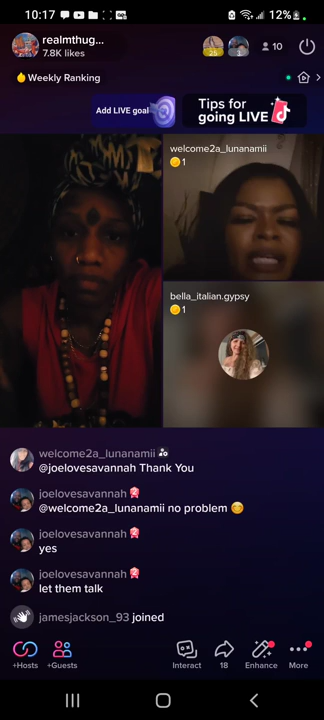 10:17
12%
realmthug...
7.8K likes
25
1
10
Weekly Ranking
Add LIVE goal
Tips for
going LIVE
welcome2a_lunanamii
1
bella_italian.gypsy
1
welcome2a_lunanamii
@joelovesavannah Thank You
joelovesavannah
@welcome2a_lunanamii no problem 😊
joelovesavannah
yes
joelovesavannah
let them talk
jamesjackson_93 joined
+Hosts
+Guests
Interact
18
Enhance
More